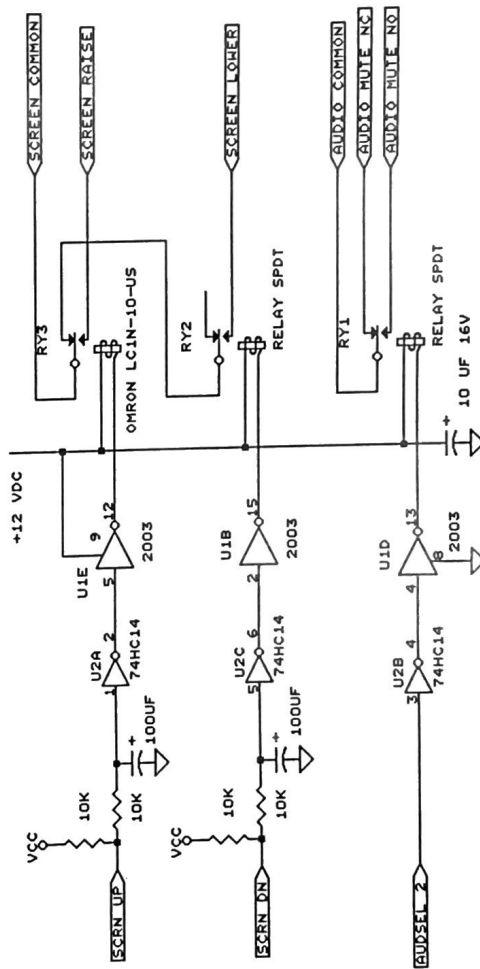 +12 VDC
SCREEN COMMON
SCREEN RAISE
RY3
OMRON LC1N-10-US
VCC
10K
10K
SCRN UP
100UF
+
1
U2A
2
74HC14
5
U1E
9
12
2003
SCREEN LOWER
RY2
RELAY SPDT
VCC
10K
10K
SCRN DN
100UF
+
5
U2C
6
74HC14
2
U1B
15
2003
AUDIO COMMON
AUDIO MUTE NC
AUDIO MUTE NO
RY1
RELAY SPDT
AUDSEL 2
3
U2B
4
74HC14
4
U1D
13
8
2003
+
10 UF 16V